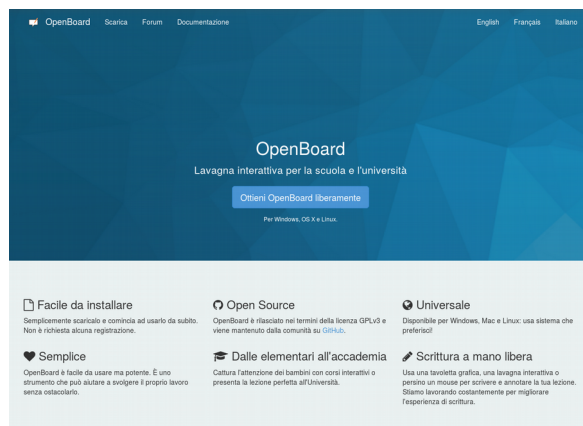 OpenBoard Scarica Forum Documentazione English Français Italiano
OpenBoard
Lavagna interattiva per la scuola e l'università
Ottieni OpenBoard liberamente
Per Windows, OS X e Linux.
Facile da installare
Semplicemente scaricalo e comincia ad usarlo da subito.
Non è richiesta alcuna registrazione.
Open Source
OpenBoard è rilasciato nei termini della licenza GPLv3 e
viene mantenuto dalla comunità su GitHub.
Universale
Disponibile per Windows, Mac e Linux: usa sistema che
preferisci!
Semplice
OpenBoard è facile da usare ma potente. È uno
strumento che può aiutare a svolgere il proprio lavoro
senza ostacolarlo.
Dalle elementari all'accademia
Cattura l'attenzione dei bambini con corsi interattivi o
presenta la lezione perfetta all'Università.
Scrittura a mano libera
Usa una tavoletta grafica, una lavagna interattiva o
persino un mouse per scrivere e annotare la tua lezione.
Stiamo lavorando costantemente per migliorare
l'esperienza di scrittura.